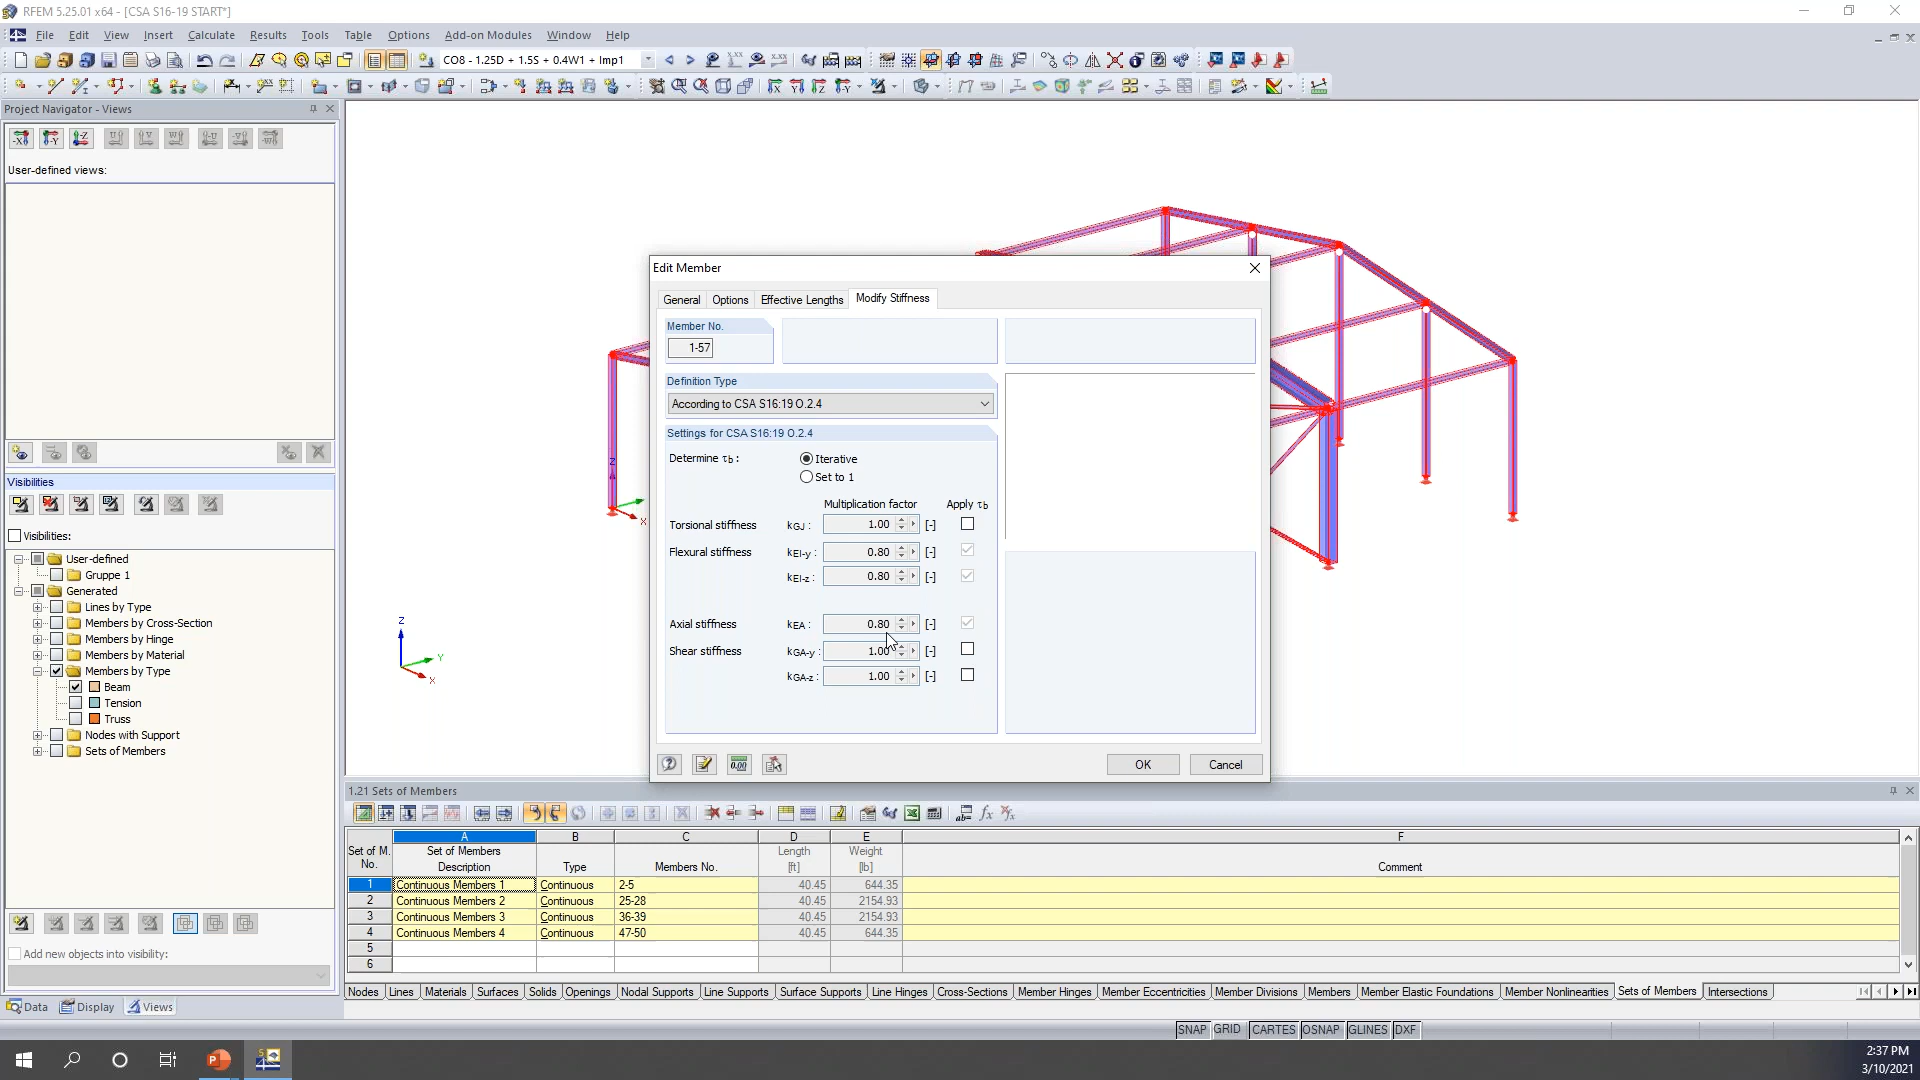 RFEM 5.25.01 x64 - [CSA S16-19 START*]
File Edit View Insert Calculate Results Tools Table Options Add-on Modules Window Help
CO8 - 1.25D + 1.5S + 0.4W1 + Imp1
Project Navigator - Views
User-defined views:
Visibilities
Visibilities:
User-defined
Gruppe 1
Generated
Lines by Type
Members by Cross-Section
Members by Hinge
Members by Material
Members by Type
Beam
Tension
Truss
Nodes with Support
Sets of Members
Add new objects into visibility:
Data Display Views
Z
X
Z
Y
X
Edit Member
General Options Effective Lengths Modify Stiffness
Member No.
1-57
Definition Type
According to CSA S16:19 O.2.4
Settings for CSA S16:19 O.2.4
Determine τb :
Iterative
Set to 1
Multiplication factor Apply τb
Torsional stiffness kGJ : 1.00 [-]
Flexural stiffness kEI-y : 0.80 [-]
kEI-z : 0.80 [-]
Axial stiffness kEA : 0.80 [-]
Shear stiffness kGA-y : 1.00 [-]
kGA-z : 1.00 [-]
0.00
OK Cancel
1.21 Sets of Members
A B C D E F
Set of M. Set of Members Length Weight
No. Description Type Members No. [ft] [lb] Comment
1 Continuous Members 1 Continuous 2-5 40.45 644.35
2 Continuous Members 2 Continuous 25-28 40.45 2154.93
3 Continuous Members 3 Continuous 36-39 40.45 2154.93
4 Continuous Members 4 Continuous 47-50 40.45 644.35
5
6
Nodes Lines Materials Surfaces Solids Openings Nodal Supports Line Supports Surface Supports Line Hinges Cross-Sections Member Hinges Member Eccentricities Member Divisions Members Member Elastic Foundations Member Nonlinearities Sets of Members Intersections
SNAP GRID CARTES OSNAP GLINES DXF
2:37 PM
3/10/2021